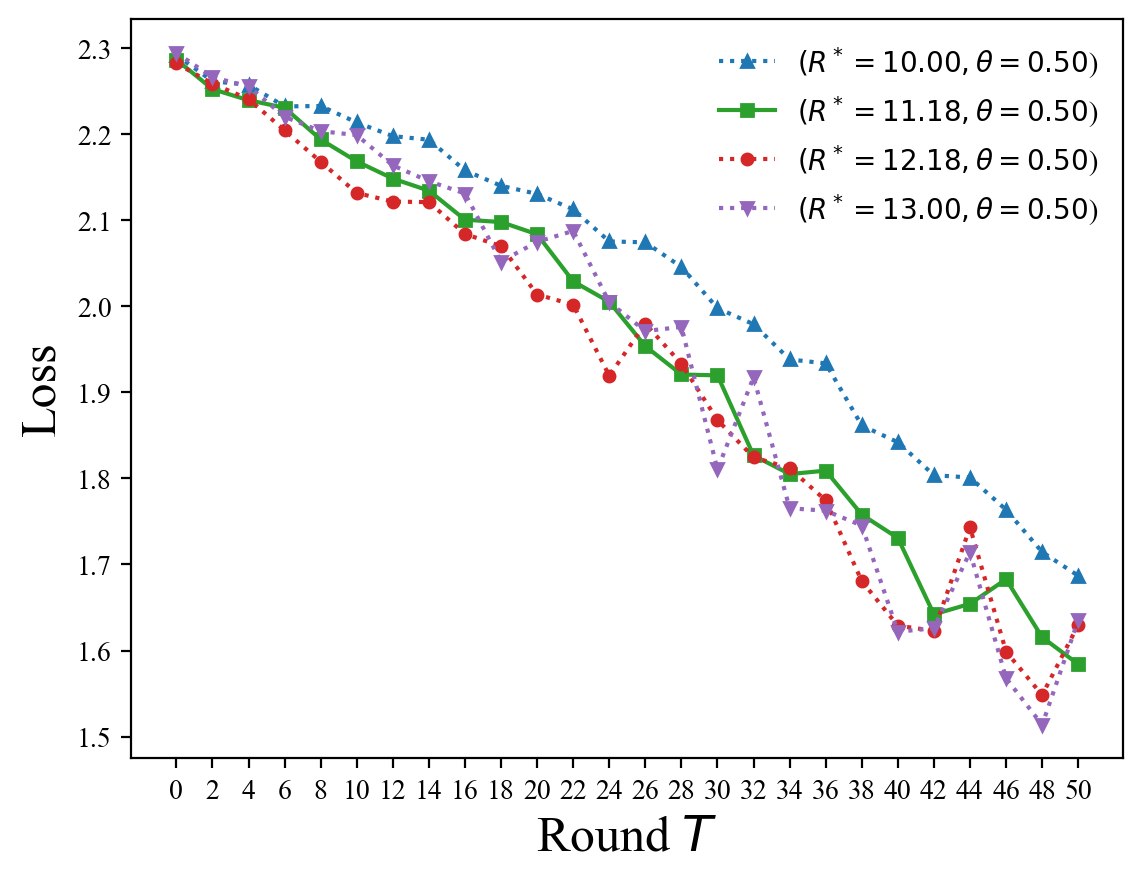 2.3
2.2
2.1
2.0
1.9
1.8
1.7
1.6
1.5
Loss
(R* = 10.00, θ = 0.50)
(R* = 11.18, θ = 0.50)
(R* = 12.18, θ = 0.50)
(R* = 13.00, θ = 0.50)
0 2 4 6 8 10 12 14 16 18 20 22 24 26 28 30 32 34 36 38 40 42 44 46 48 50
Round T